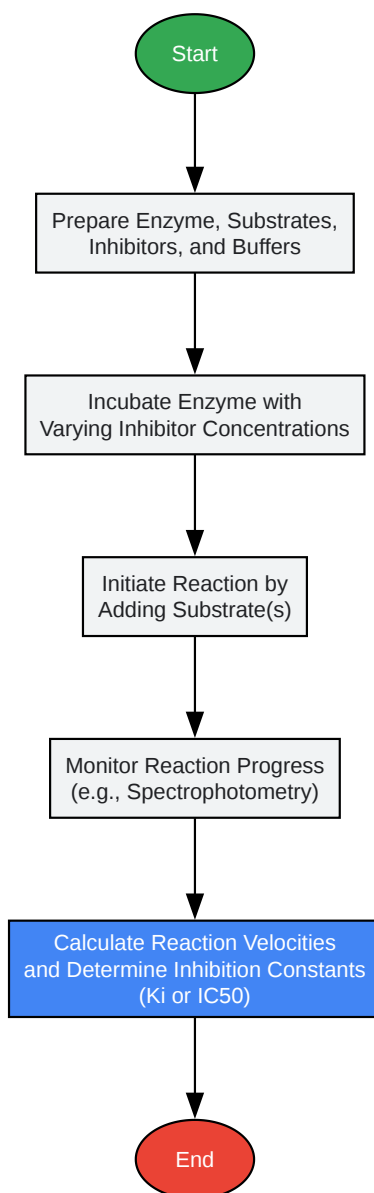 Start
Prepare Enzyme, Substrates,
Inhibitors, and Buffers
Incubate Enzyme with
Varying Inhibitor Concentrations
Initiate Reaction by
Adding Substrate(s)
Monitor Reaction Progress
(e.g., Spectrophotometry)
Calculate Reaction Velocities
and Determine Inhibition Constants
(Ki or IC50)
End